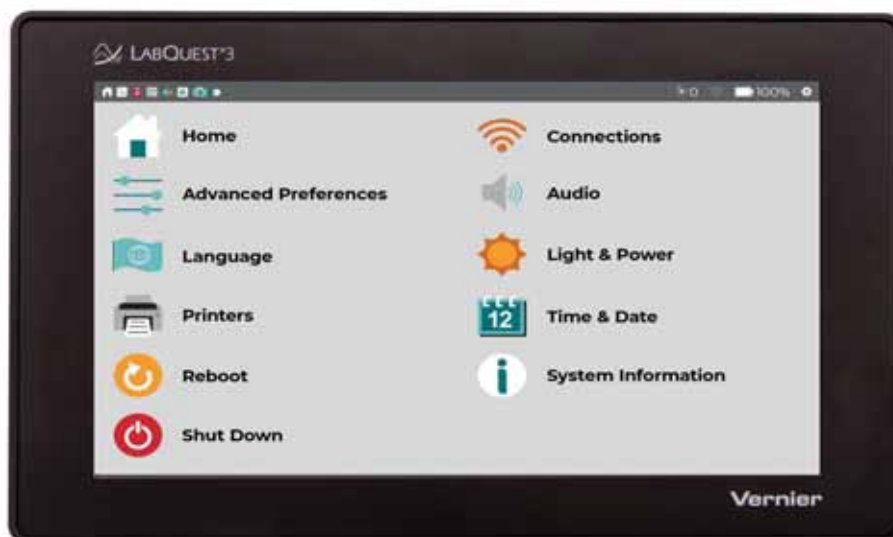 LABQUEST®3
0
100%
Home
Advanced Preferences
Language
Printers
Reboot
Shut Down
Connections
Audio
Light & Power
12
Time & Date
System Information
Vernier